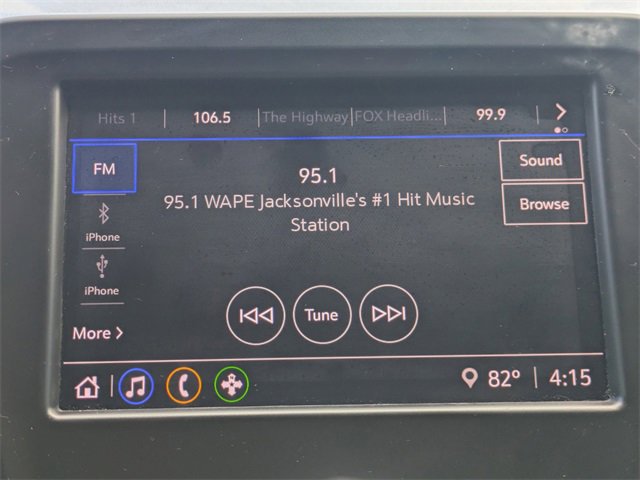 Hits 1 106.5 The Highway FOX Headli... 99.9
FM
95.1
Sound
95.1 WAPE Jacksonville's #1 Hit Music
Station
Browse
iPhone
iPhone
Tune
More
82° 4:15